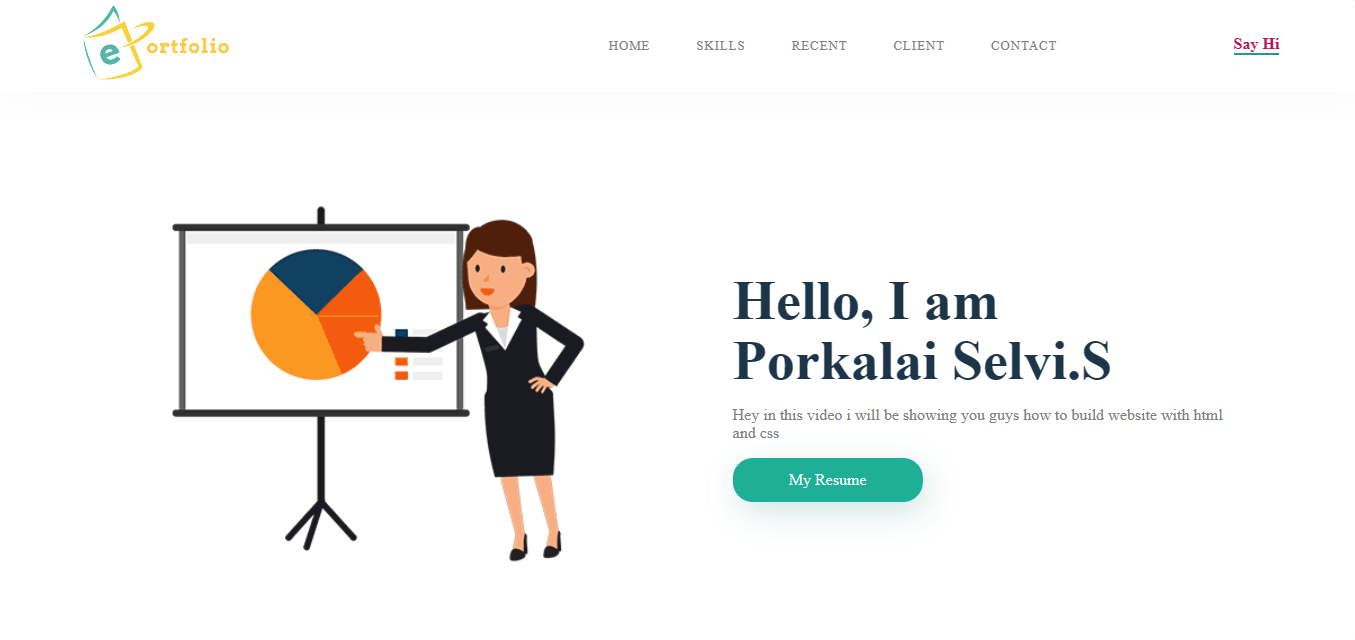 ePortfolio
HOME SKILLS RECENT CLIENT CONTACT
Say Hi
Hello, I am
Porkalai Selvi.S
Hey in this video i will be showing you guys how to build website with html
and css
My Resume